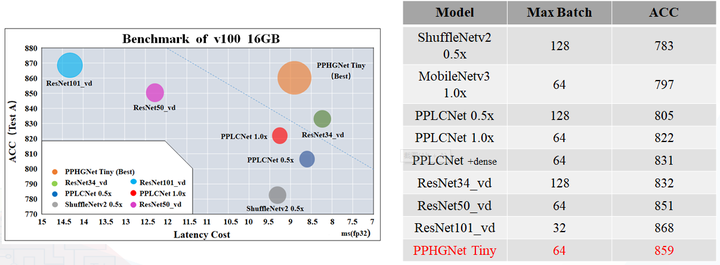 Benchmark of v100 16GB
ACC (Test A)
880
870
860
850
840
830
820
810
800
790
780
770
ResNet101_vd
ResNet50_vd
PPHGNet Tiny
(Best)
ResNet34_vd
PPLCNet 1.0x
PPLCNet 0.5x
ShuffleNetv2 0.5x
PPHGNet Tiny (Best)
ResNet34_vd ResNet101_vd
PPLCNet 0.5x PPLCNet 1.0x
ShuffleNetv2 0.5x ResNet50_vd
15 14.5 14 13.5 13 12.5 12 11.5 11 10.5 10 9.5 9 8.5 8 7.5 7
Latency Cost
ms(fp32)
Model Max Batch ACC
ShuffleNetv2
0.5x 128 783
MobileNetv3
1.0x 64 797
PPLCNet 0.5x 128 805
PPLCNet 1.0x 64 822
PPLCNet +dense 64 831
ResNet34_vd 128 832
ResNet50_vd 64 851
ResNet101_vd 32 868
PPHGNet Tiny 64 859